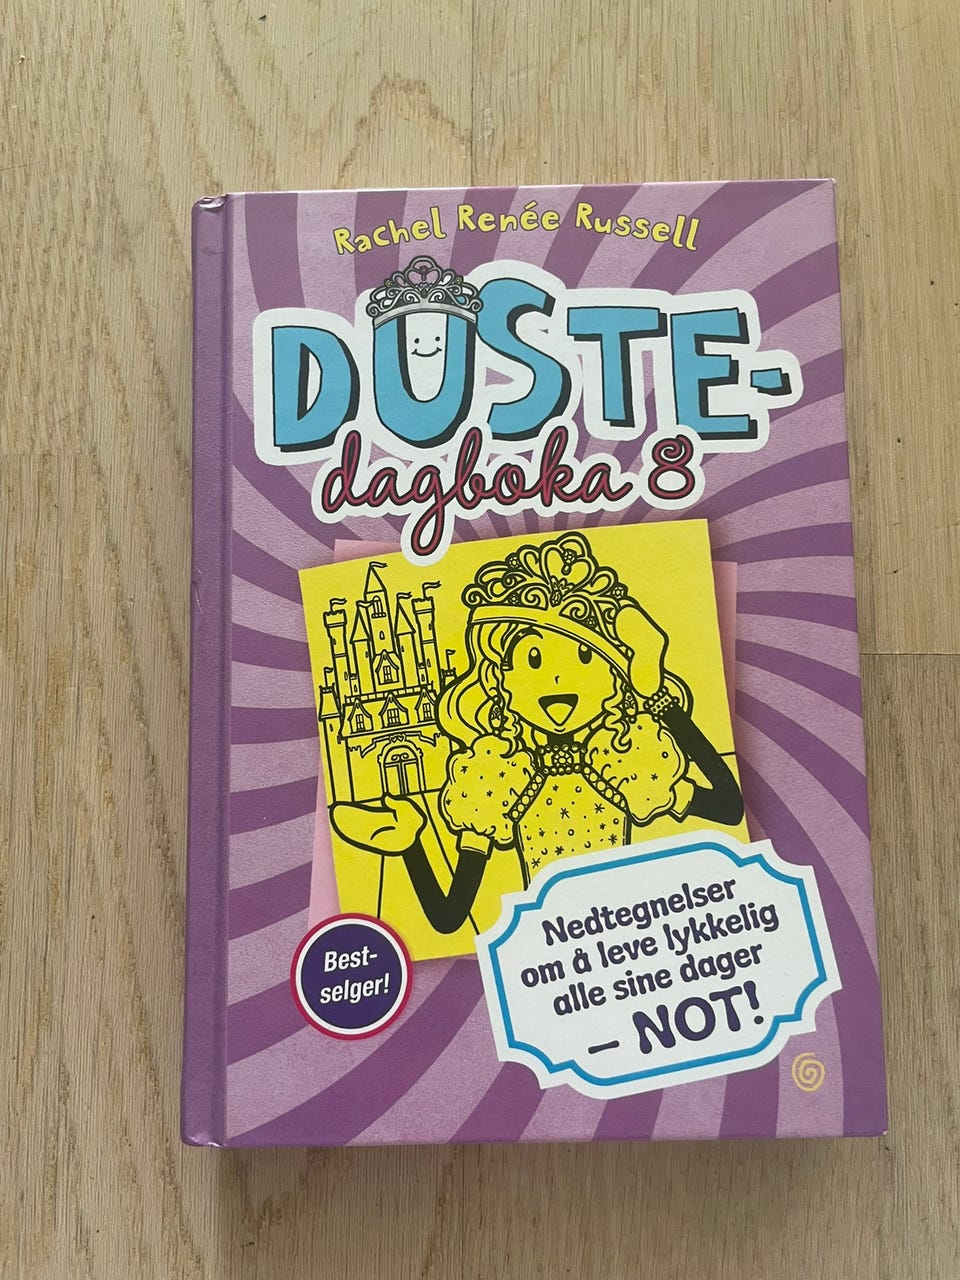 Rachel Renée Russell
DUSTE-
dagboka 8
Best-
selger!
Nedtegnelser
om å leve lykkelig
alle sine dager
– NOT!